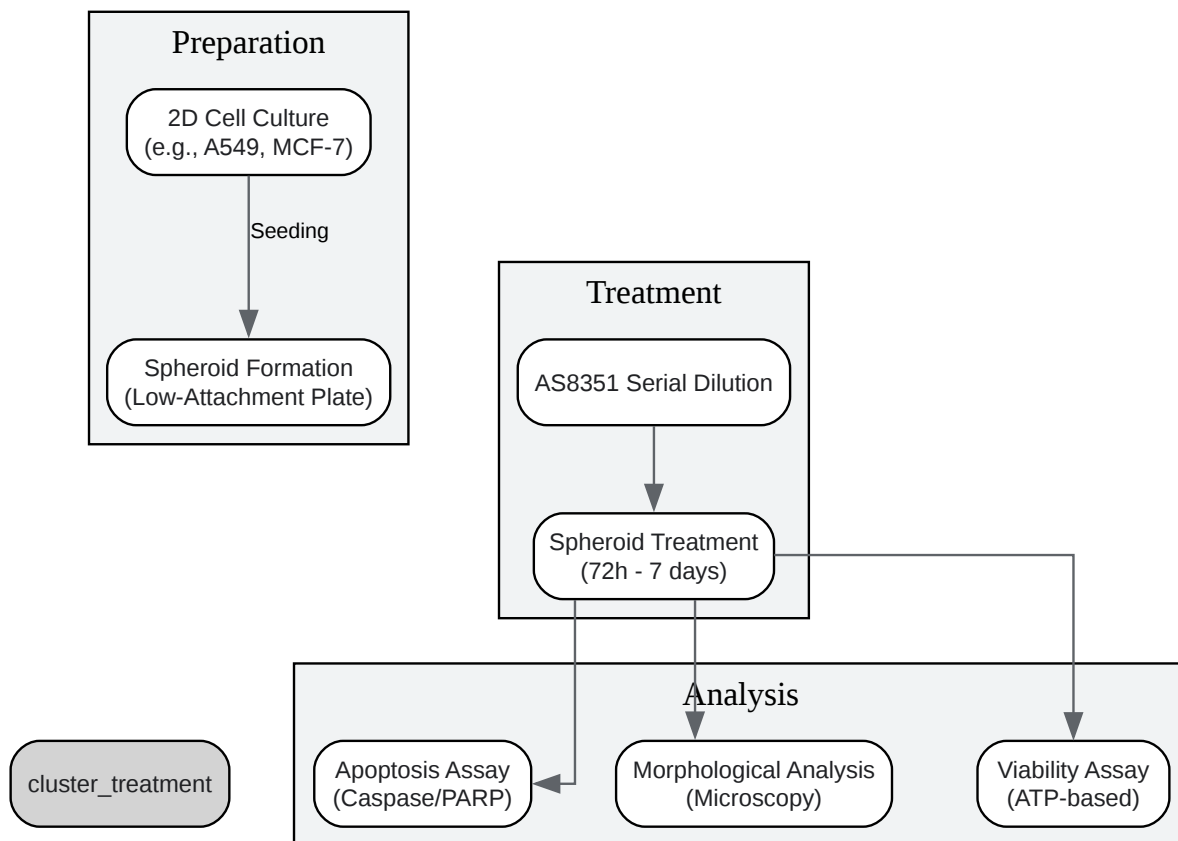 Preparation
2D Cell Culture
(e.g., A549, MCF-7)
Seeding
Spheroid Formation
(Low-Attachment Plate)
Treatment
AS8351 Serial Dilution
Spheroid Treatment
(72h - 7 days)
Analysis
cluster_treatment
Apoptosis Assay
(Caspase/PARP)
Morphological Analysis
(Microscopy)
Viability Assay
(ATP-based)